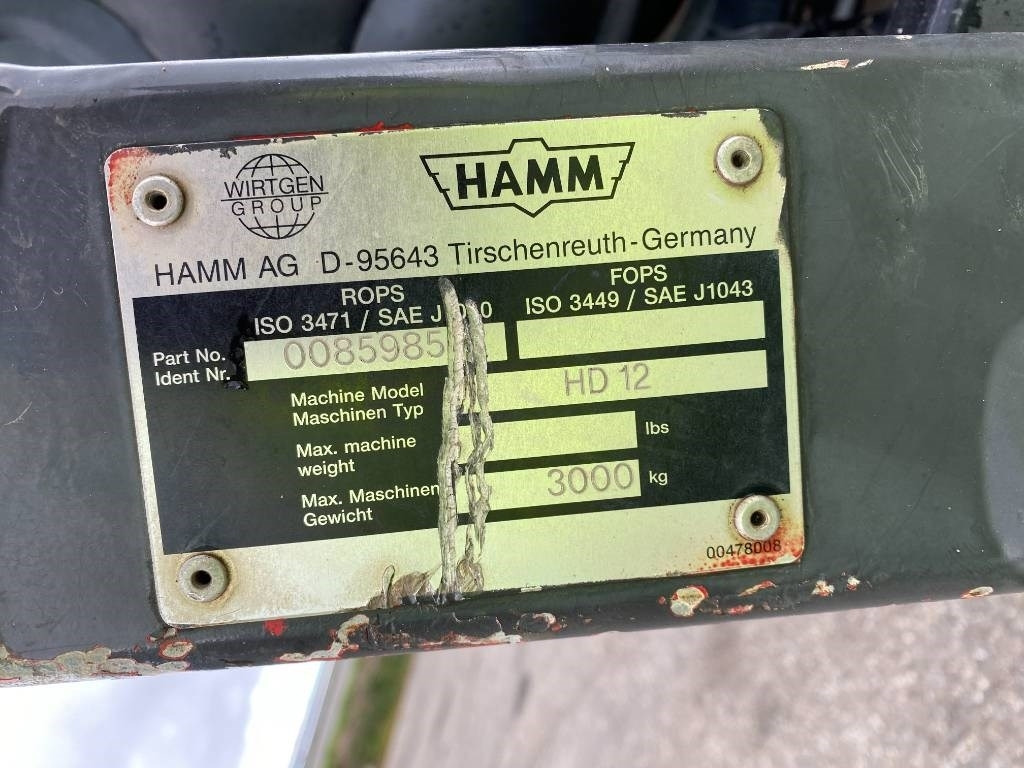 WIRTGEN
GROUP
HAMM
HAMM AG D-95643 Tirschenreuth-Germany
ROPS
ISO 3471 / SAE
FOPS
ISO 3449 / SAE J1043
Part No.
Ident Nr.
0085985
Machine Model
Maschinen Typ
HD 12
Max. machine
weight
lbs
Max. Maschinen
Gewicht
3000 kg
00478008